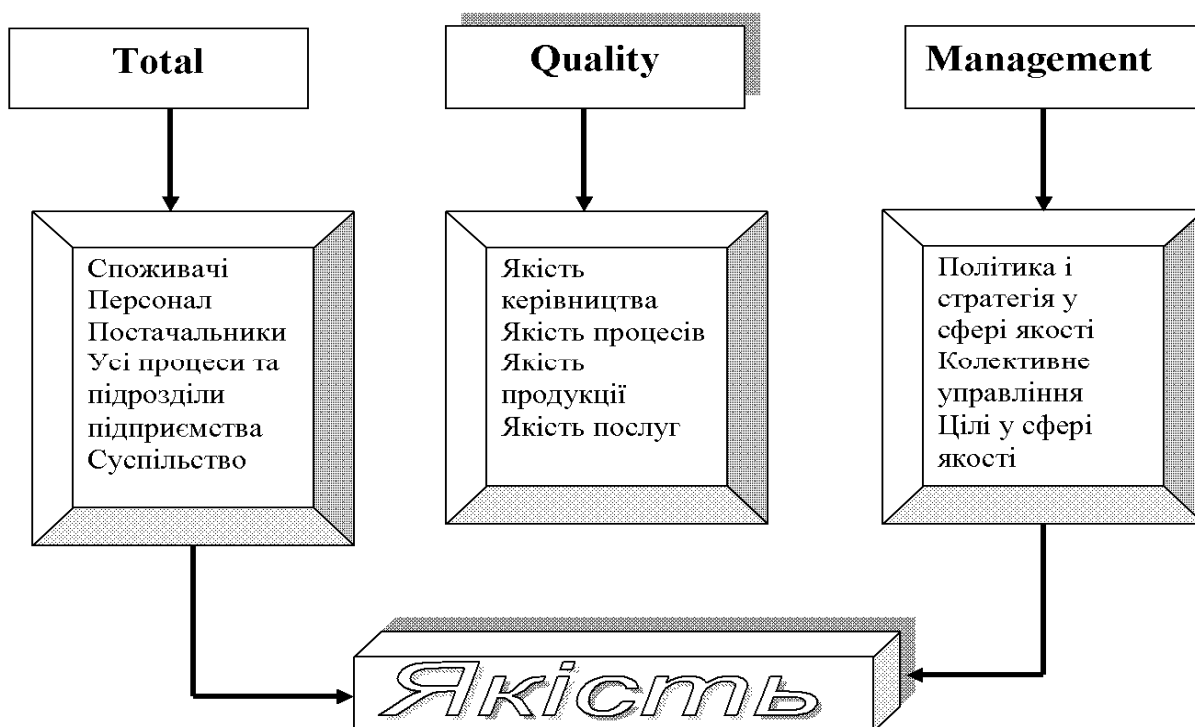 Total
Quality
Management
Споживачі
Персонал
Постачальники
Усі процеси та
підрозділи
підприємства
Суспільство
Якість
керівництва
Якість процесів
Якість
продукції
Якість послуг
Політика і
стратегія у
сфері якості
Колективне
управління
Цілі у сфері
якості
Якість